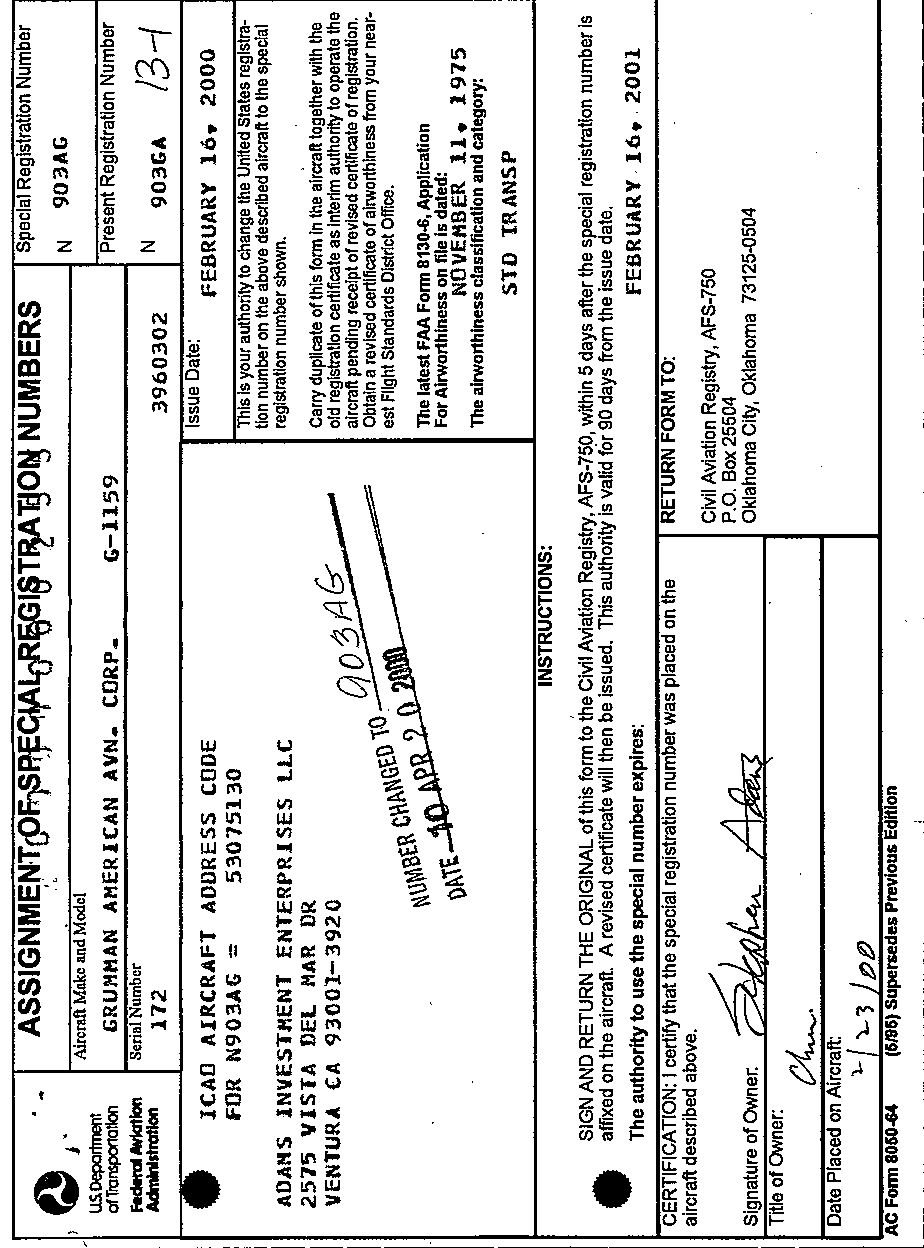 ASSIGNMENT OF SPECIAL REGISTRATION NUMBERS
U.S. Department
of Transportation
Federal Aviation
Administration
Aircraft Make and Model
GRUMMAN AMERICAN AVN. CORP. G-1159
Serial Number
172 3960302
Special Registration Number
N 903AG
Present Registration Number
N 903GA 13-1
ICAO AIRCRAFT ADDRESS CODE
FOR N903AG = 53075130
ADAMS INVESTMENT ENTERPRISES LLC
2575 VISTA DEL MAR DR
VENTURA CA 93001-3920
NUMBER CHANGED TO 903AG
DATE 10 APR 20 2000
Issue Date:
FEBRUARY 16, 2000
This is your authority to change the United States registra-
tion number on the above described aircraft to the special
registration number shown.
Carry duplicate of this form in the aircraft together with the
old registration certificate as interim authority to operate the
aircraft pending receipt of revised certificate of registration.
Obtain a revised certificate of airworthiness from your near-
est Flight Standards District Office.
The latest FAA Form 8130-6, Application
For Airworthiness on file is dated:
NOVEMBER 11, 1975
The airworthiness classification and category:
STD TRANSP
INSTRUCTIONS:
SIGN AND RETURN THE ORIGINAL of this form to the Civil Aviation Registry, AFS-750, within 5 days after the special registration number is
affixed on the aircraft. A revised certificate will then be issued. This authority is valid for 90 days from the issue date.
The authority to use the special number expires: FEBRUARY 16, 2001
CERTIFICATION: I certify that the special registration number was placed on the
aircraft described above.
Signature of Owner: Stephen Adams
Title of Owner:
Date Placed on Aircraft:
2/23/00
RETURN FORM TO:
Civil Aviation Registry, AFS-750
P.O. Box 25504
Oklahoma City, Oklahoma 73125-0504
AC Form 8050-64 (5/95) Supersedes Previous Edition